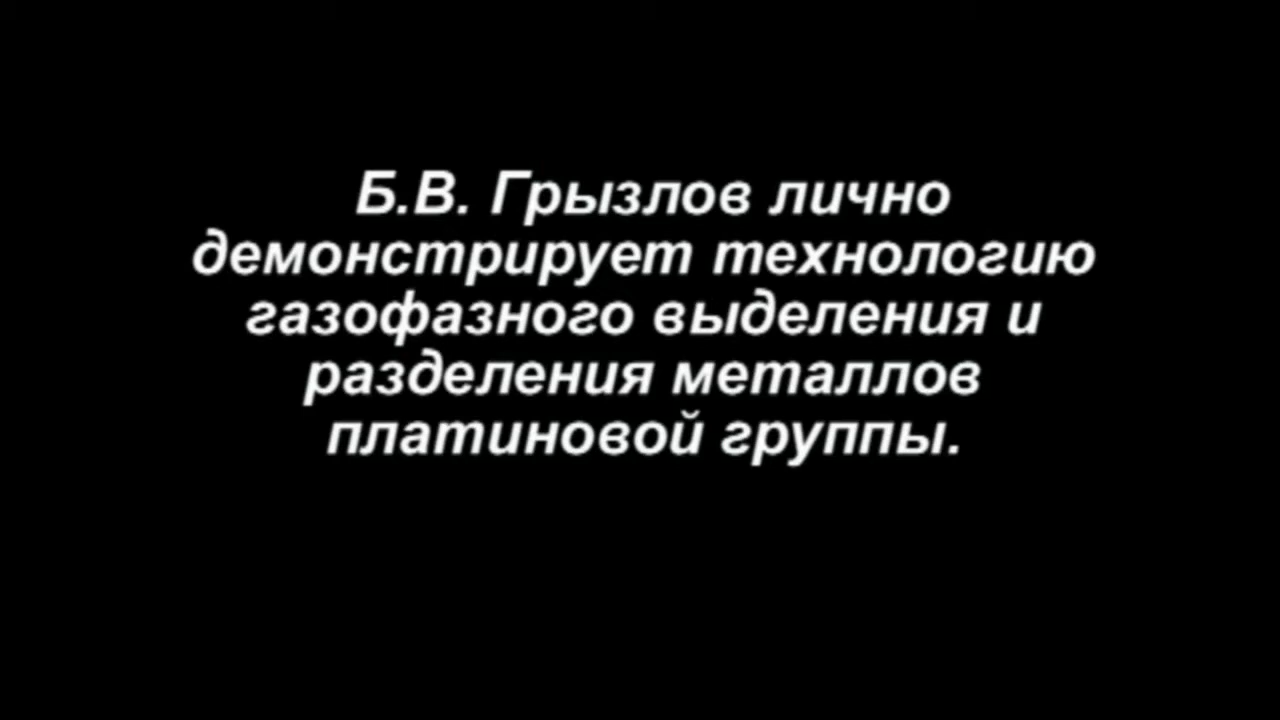 Б.В. Грызлов лично
демонстрирует технологию
газофазного выделения и
разделения металлов
платиновой группы.